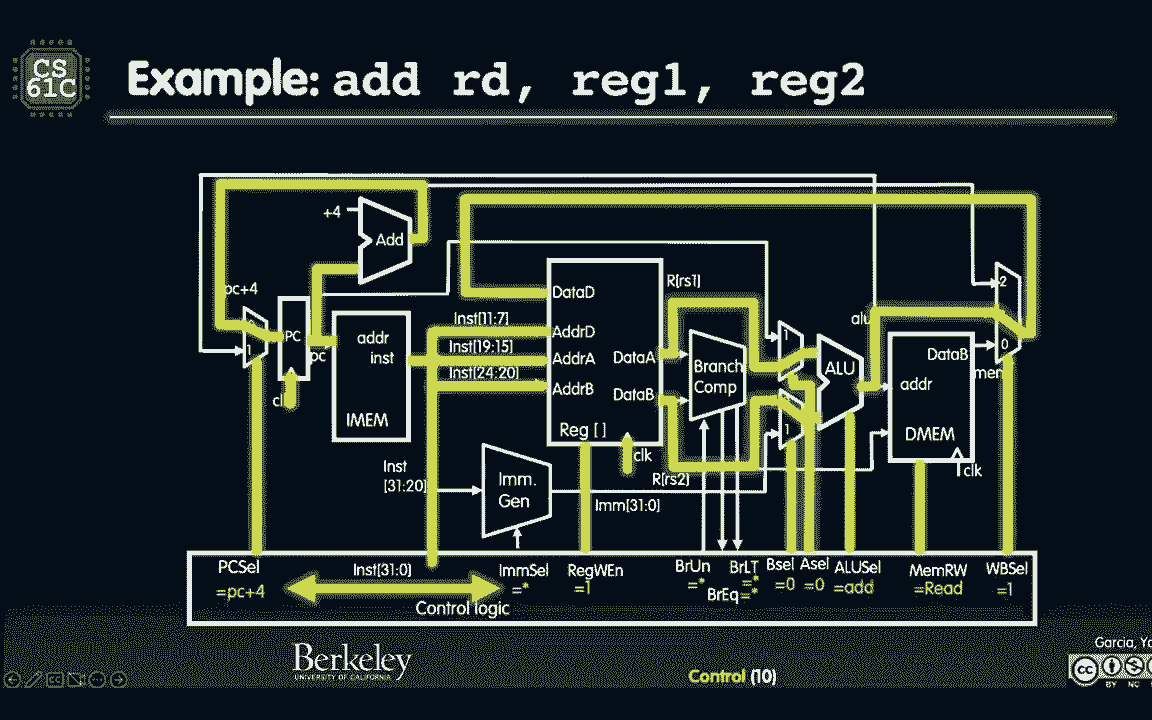 CS
61C
Example: add rd, reg1, reg2
+4
Add
pc+4
1
PC
pc
clk
addr
inst
IMEM
Inst[11:7]
Inst[19:15]
Inst[24:20]
DataD
AddrD
AddrA
AddrB
DataA
DataB
Reg [ ]
clk
R[rs1]
R[rs2]
Branch
Comp
1
1
ALU
alu
addr
DataB
DMEM
clk
mem
2
0
Inst
[31:20]
Imm.
Gen
Imm[31:0]
PCSel
=pc+4
Inst[31:0]
Control logic
ImmSel
=*
RegWEn
=1
BrUn
=*
BrLT
=*
BrEq=*
Bsel
=0
Asel
=0
ALUSel
=add
MemRW
=Read
WBSel
=1
Berkeley
UNIVERSITY OF CALIFORNIA
Control (10)
Garcia,
CC
BY NC